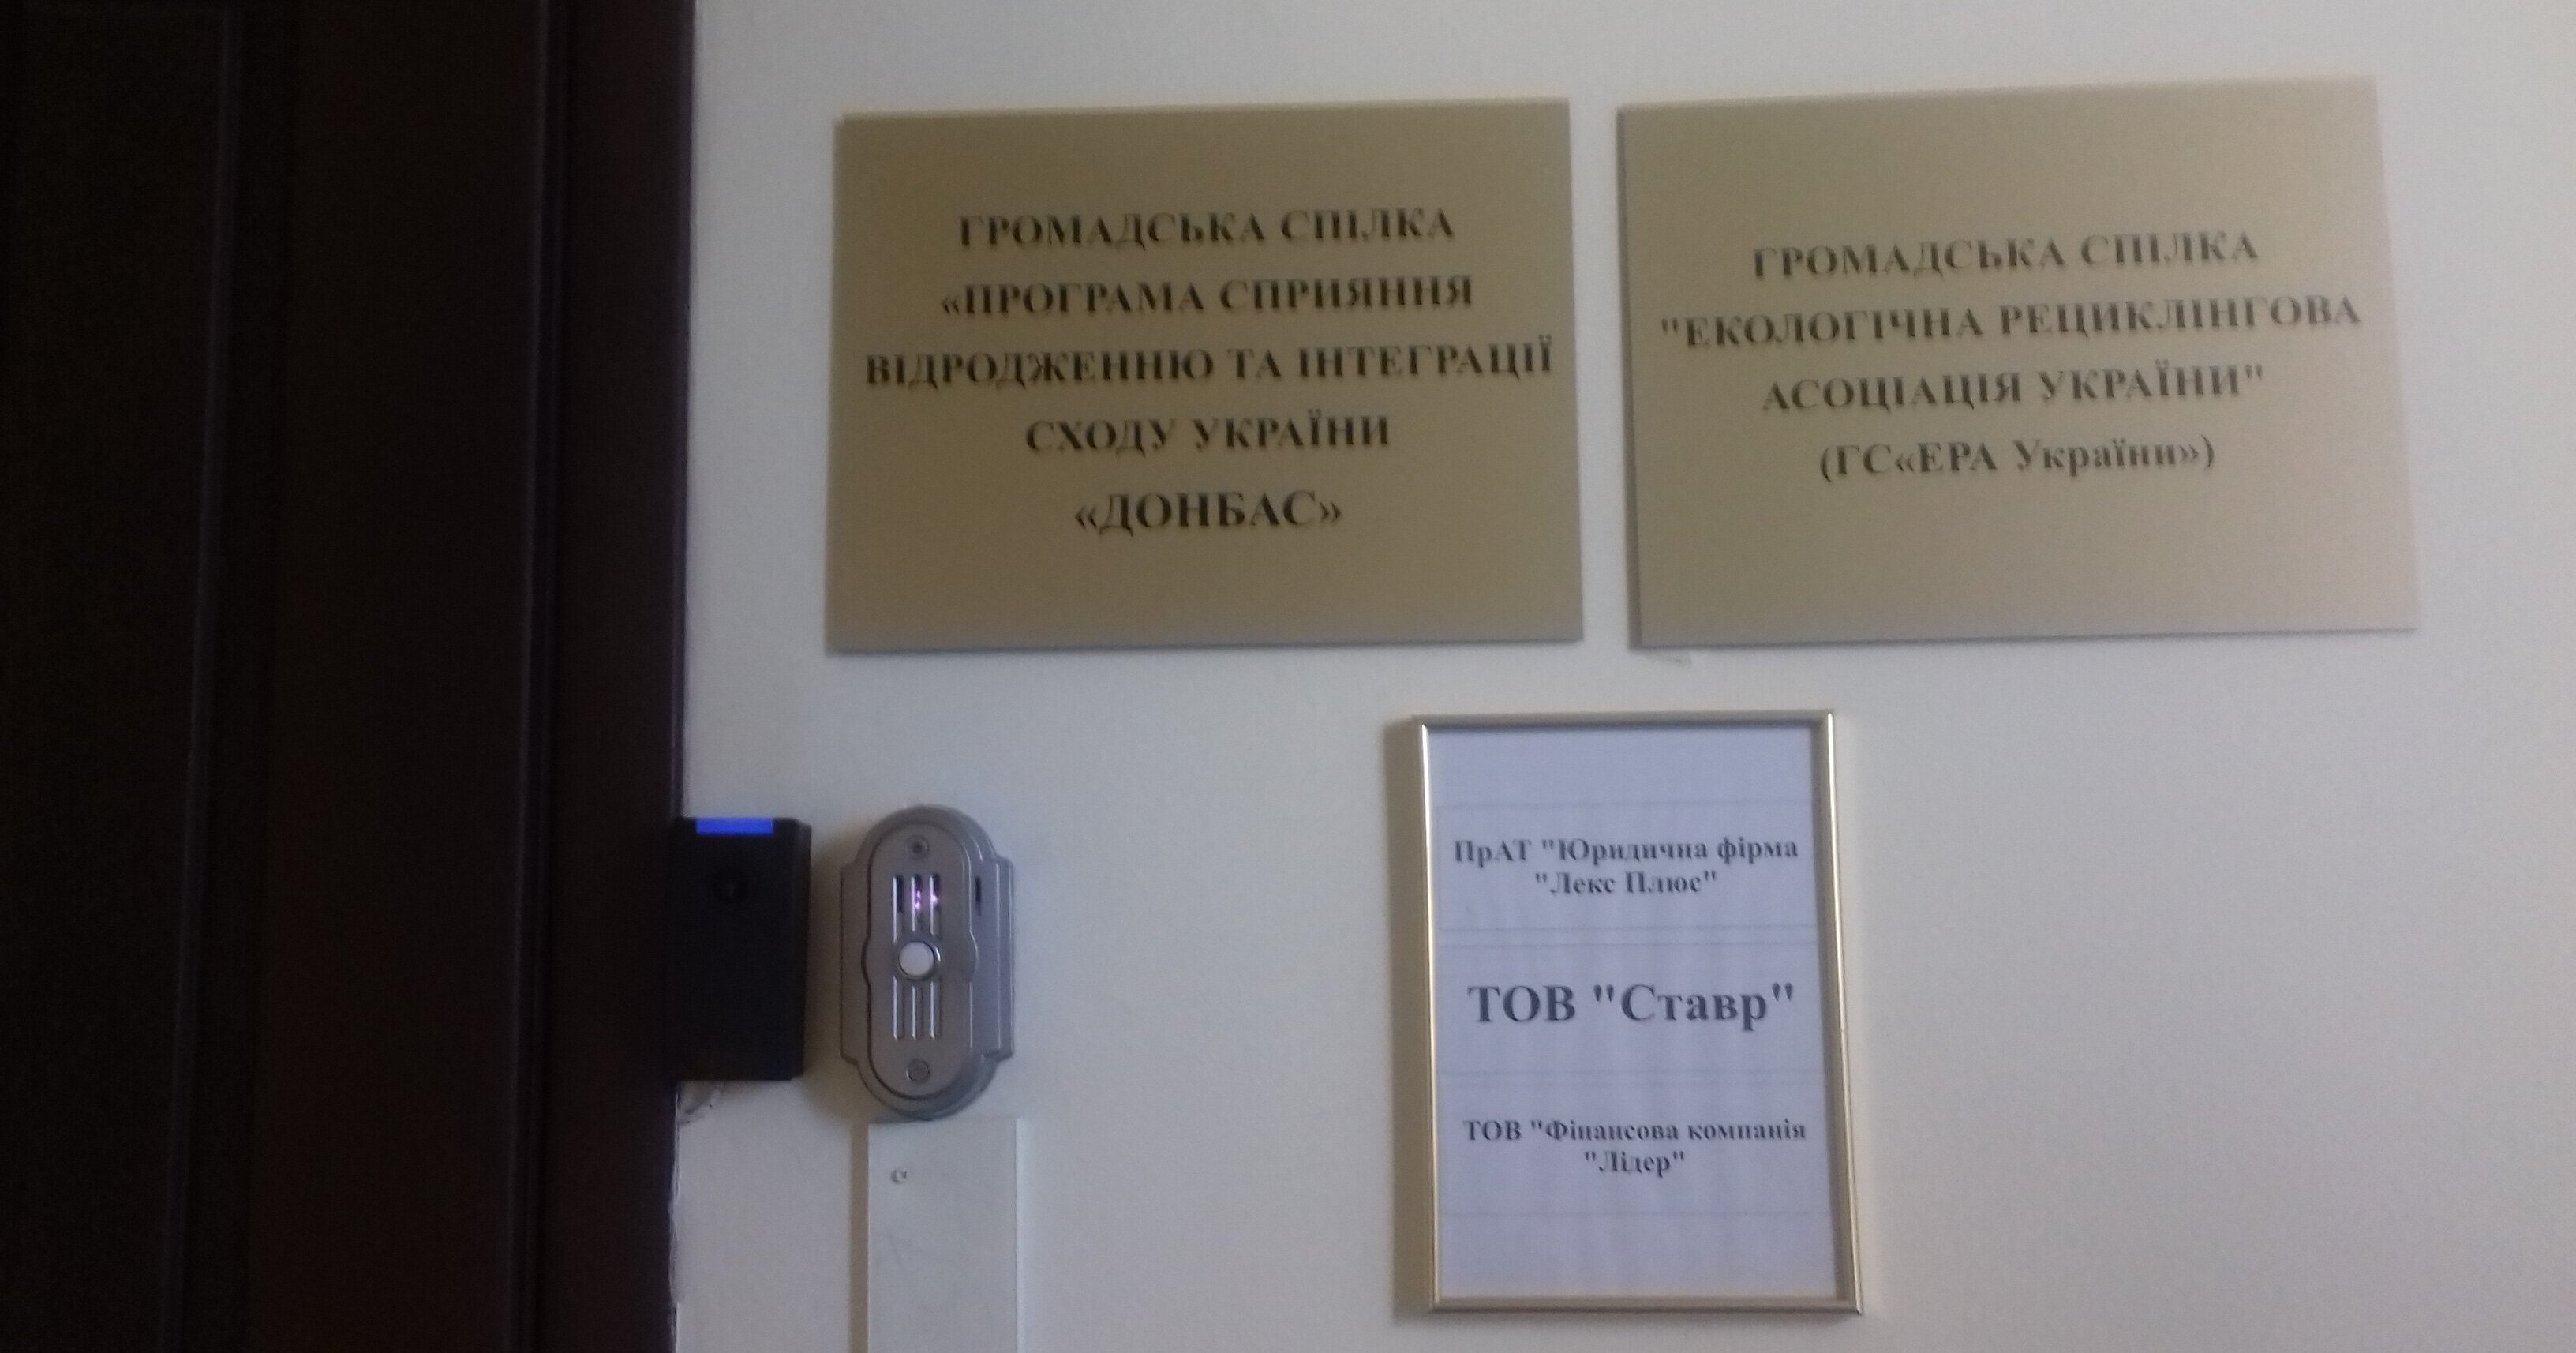 ГРОМАДСЬКА СПІЛКА
«ПРОГРАМА СПРИЯННЯ
ВІДРОДЖЕННЮ ТА ІНТЕГРАЦІЇ
СХОДУ УКРАЇНИ
«ДОНБАС»
ГРОМАДСЬКА СПІЛКА
"ЕКОЛОГІЧНА РЕЦИКЛІНГОВА
АСОЦІАЦІЯ УКРАЇНИ"
(ГС«ЕРА України»)
ПрАТ "Юридична фірма
"Лекс Плюс"
ТОВ "Ставр"
ТОВ "Фінансова компанія
"Лідер"